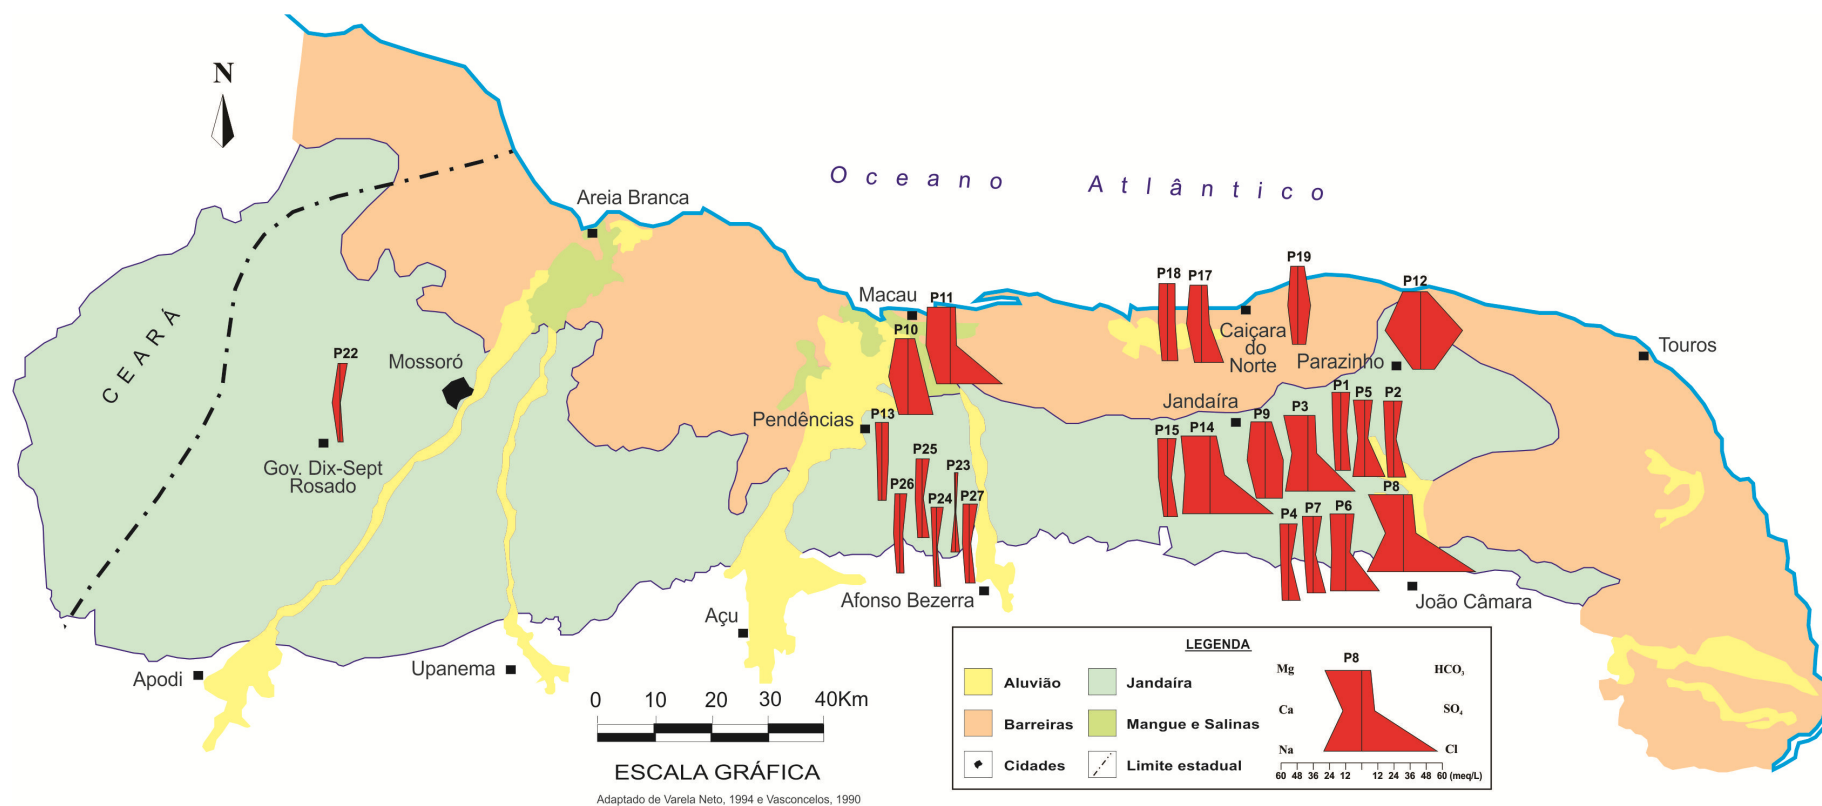 N
CEARÁ
Oceano Atlântico
Areia Branca
Macau
P11
P10
P18
P17
P19
P12
Caiçara
do
Norte
Parazinho
Touros
P22
Mossoró
Gov. Dix-Sept
Rosado
Pendências
P13
P25
P23
P26
P24
P27
Jandaíra
P15
P14
P9
P3
P1
P5
P2
P8
P4
P7
P6
João Câmara
Afonso Bezerra
Açu
Upanema
Apodi
0 10 20 30 40Km
ESCALA GRÁFICA
Adaptado de Varela Neto, 1994 e Vasconcelos, 1990
LEGENDA
Aluvião
Jandaíra
Barreiras
Mangue e Salinas
Cidades
Limite estadual
P8
Mg HCO₃
Ca SO₄
Na Cl
60 48 36 24 12 12 24 36 48 60 (meq/L)